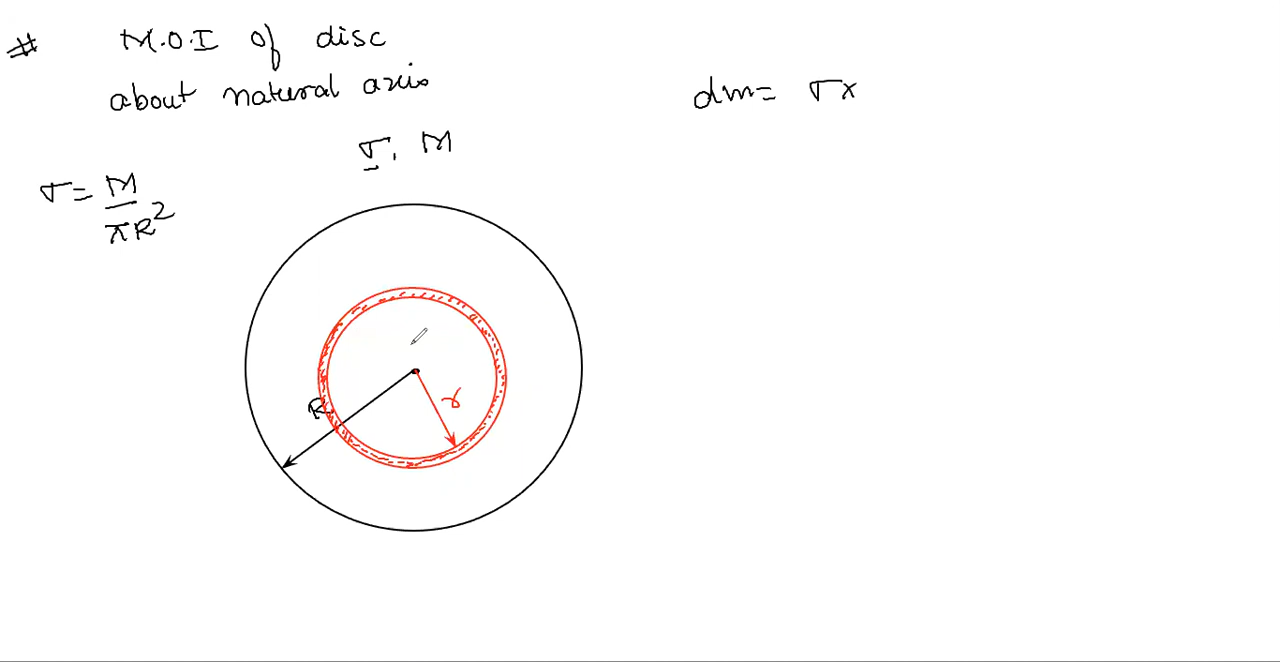 # M.O.I of disc
about natural axis
dm = σ x
σ, M
σ = M
πR²
R
r